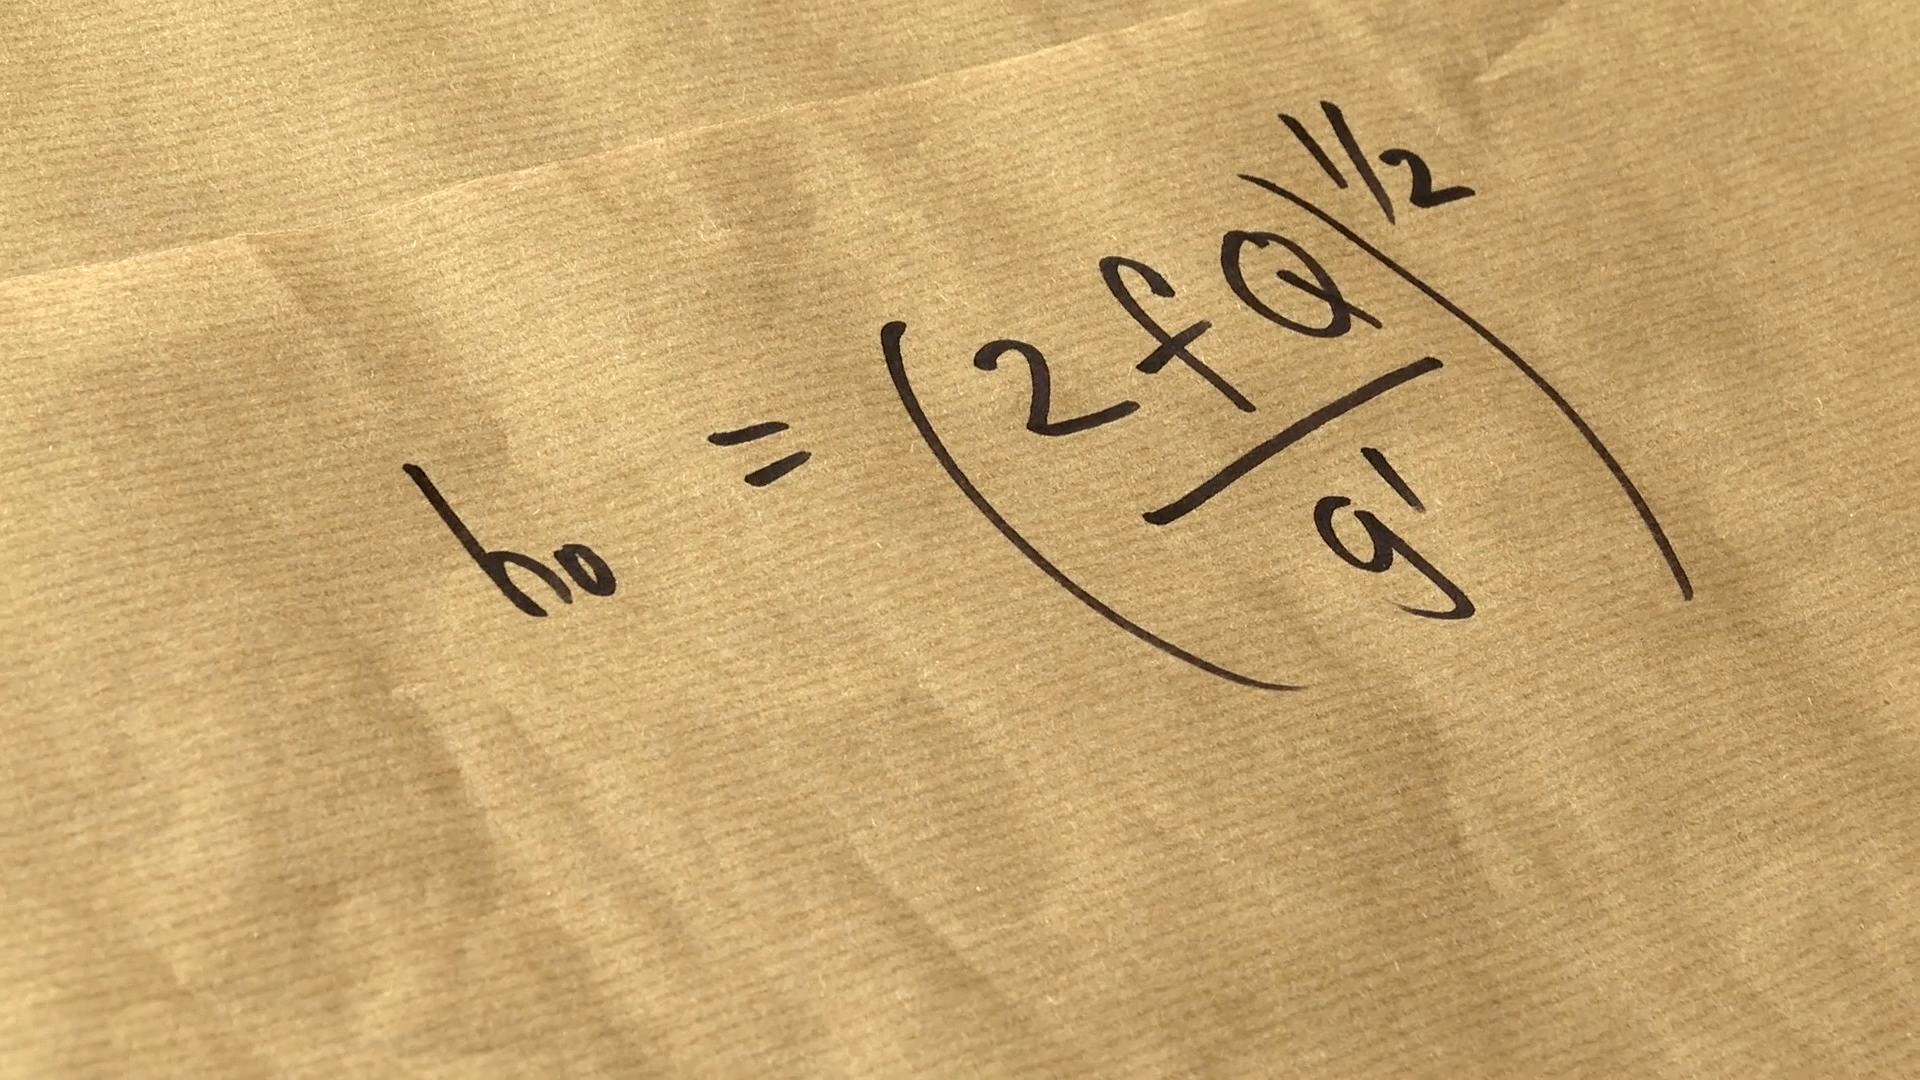 h₀ = (2fQ / g')^1/2